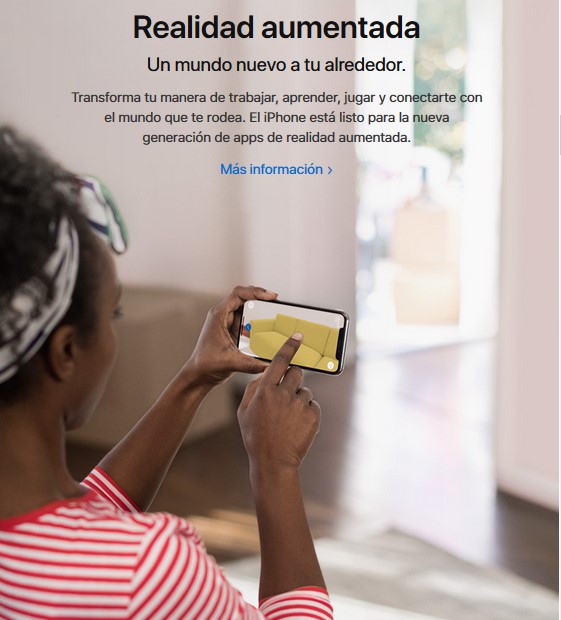 Realidad aumentada
Un mundo nuevo a tu alrededor.
Transforma tu manera de trabajar, aprender, jugar y conectarte con
el mundo que te rodea. El iPhone está listo para la nueva
generación de apps de realidad aumentada.
Más información ›